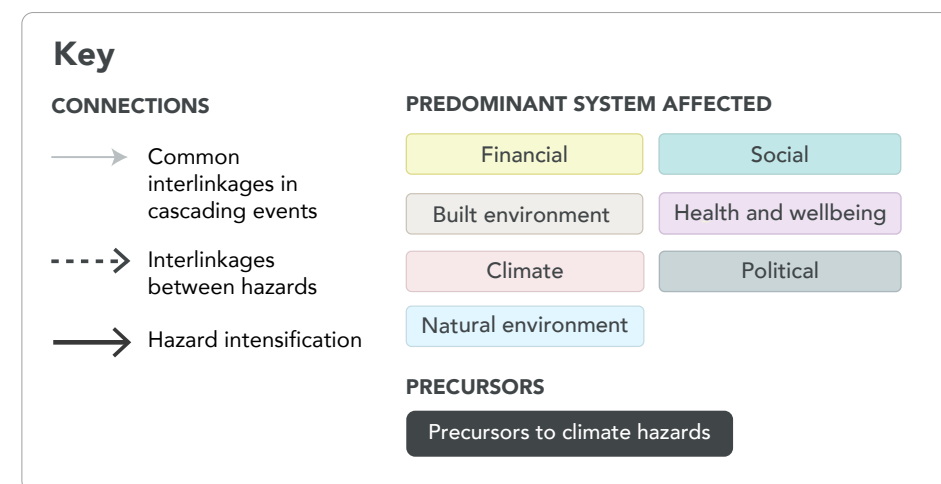 Key
CONNECTIONS
Common
interlinkages in
cascading events
Interlinkages
between hazards
Hazard intensification
PREDOMINANT SYSTEM AFFECTED
Financial
Social
Built environment
Health and wellbeing
Climate
Political
Natural environment
PRECURSORS
Precursors to climate hazards